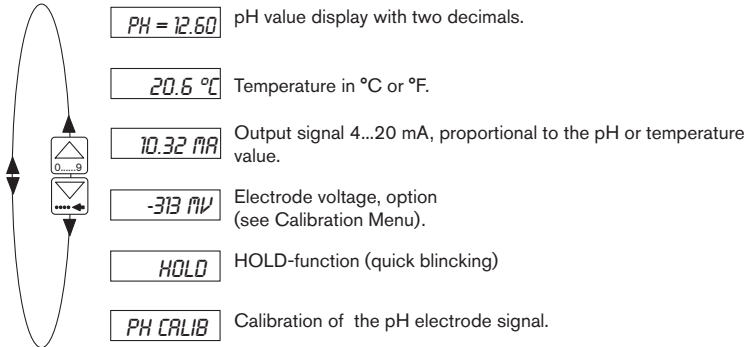 PH = 12.60 pH value display with two decimals.
20.6 °C Temperature in °C or °F.
10.32 MA Output signal 4...20 mA, proportional to the pH or temperature
value.
0......9
-313 MV Electrode voltage, option
(see Calibration Menu).
HOLD HOLD-function (quick blincking)
PH CALIB Calibration of the pH electrode signal.